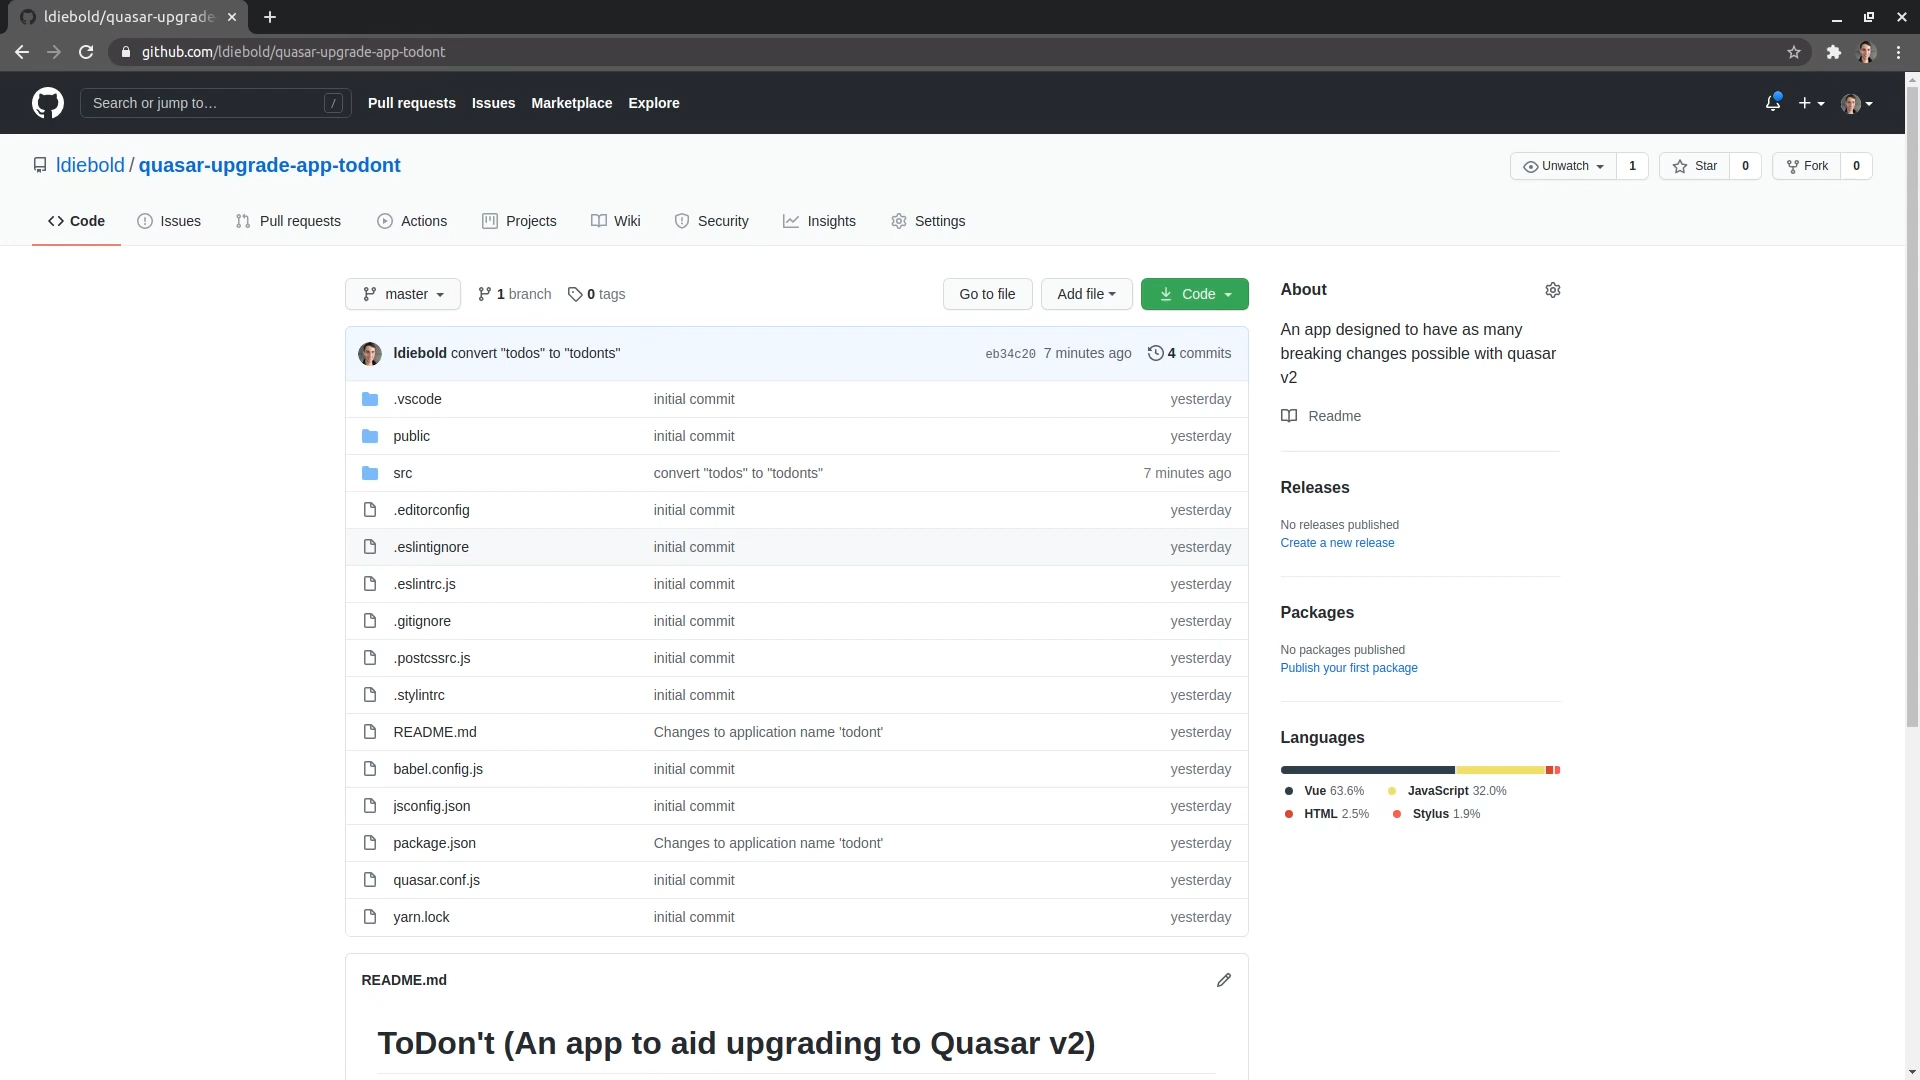 ldiebold/quasar-upgrade-
github.com/ldiebold/quasar-upgrade-app-todont
Search or jump to… /
Pull requests Issues Marketplace Explore
ldiebold / quasar-upgrade-app-todont
Unwatch 1 Star 0 Fork 0
Code Issues Pull requests Actions Projects Wiki Security Insights Settings
master 1 branch 0 tags Go to file Add file Code
ldiebold convert "todos" to "todonts" eb34c20 7 minutes ago 4 commits
.vscode initial commit yesterday
public initial commit yesterday
src convert "todos" to "todonts" 7 minutes ago
.editorconfig initial commit yesterday
.eslintignore initial commit yesterday
.eslintrc.js initial commit yesterday
.gitignore initial commit yesterday
.postcssrc.js initial commit yesterday
.stylintrc initial commit yesterday
README.md Changes to application name 'todont' yesterday
babel.config.js initial commit yesterday
jsconfig.json initial commit yesterday
package.json Changes to application name 'todont' yesterday
quasar.conf.js initial commit yesterday
yarn.lock initial commit yesterday
README.md
ToDon't (An app to aid upgrading to Quasar v2)
About
An app designed to have as many
breaking changes possible with quasar
v2
Readme
Releases
No releases published
Create a new release
Packages
No packages published
Publish your first package
Languages
Vue 63.6% JavaScript 32.0%
HTML 2.5% Stylus 1.9%